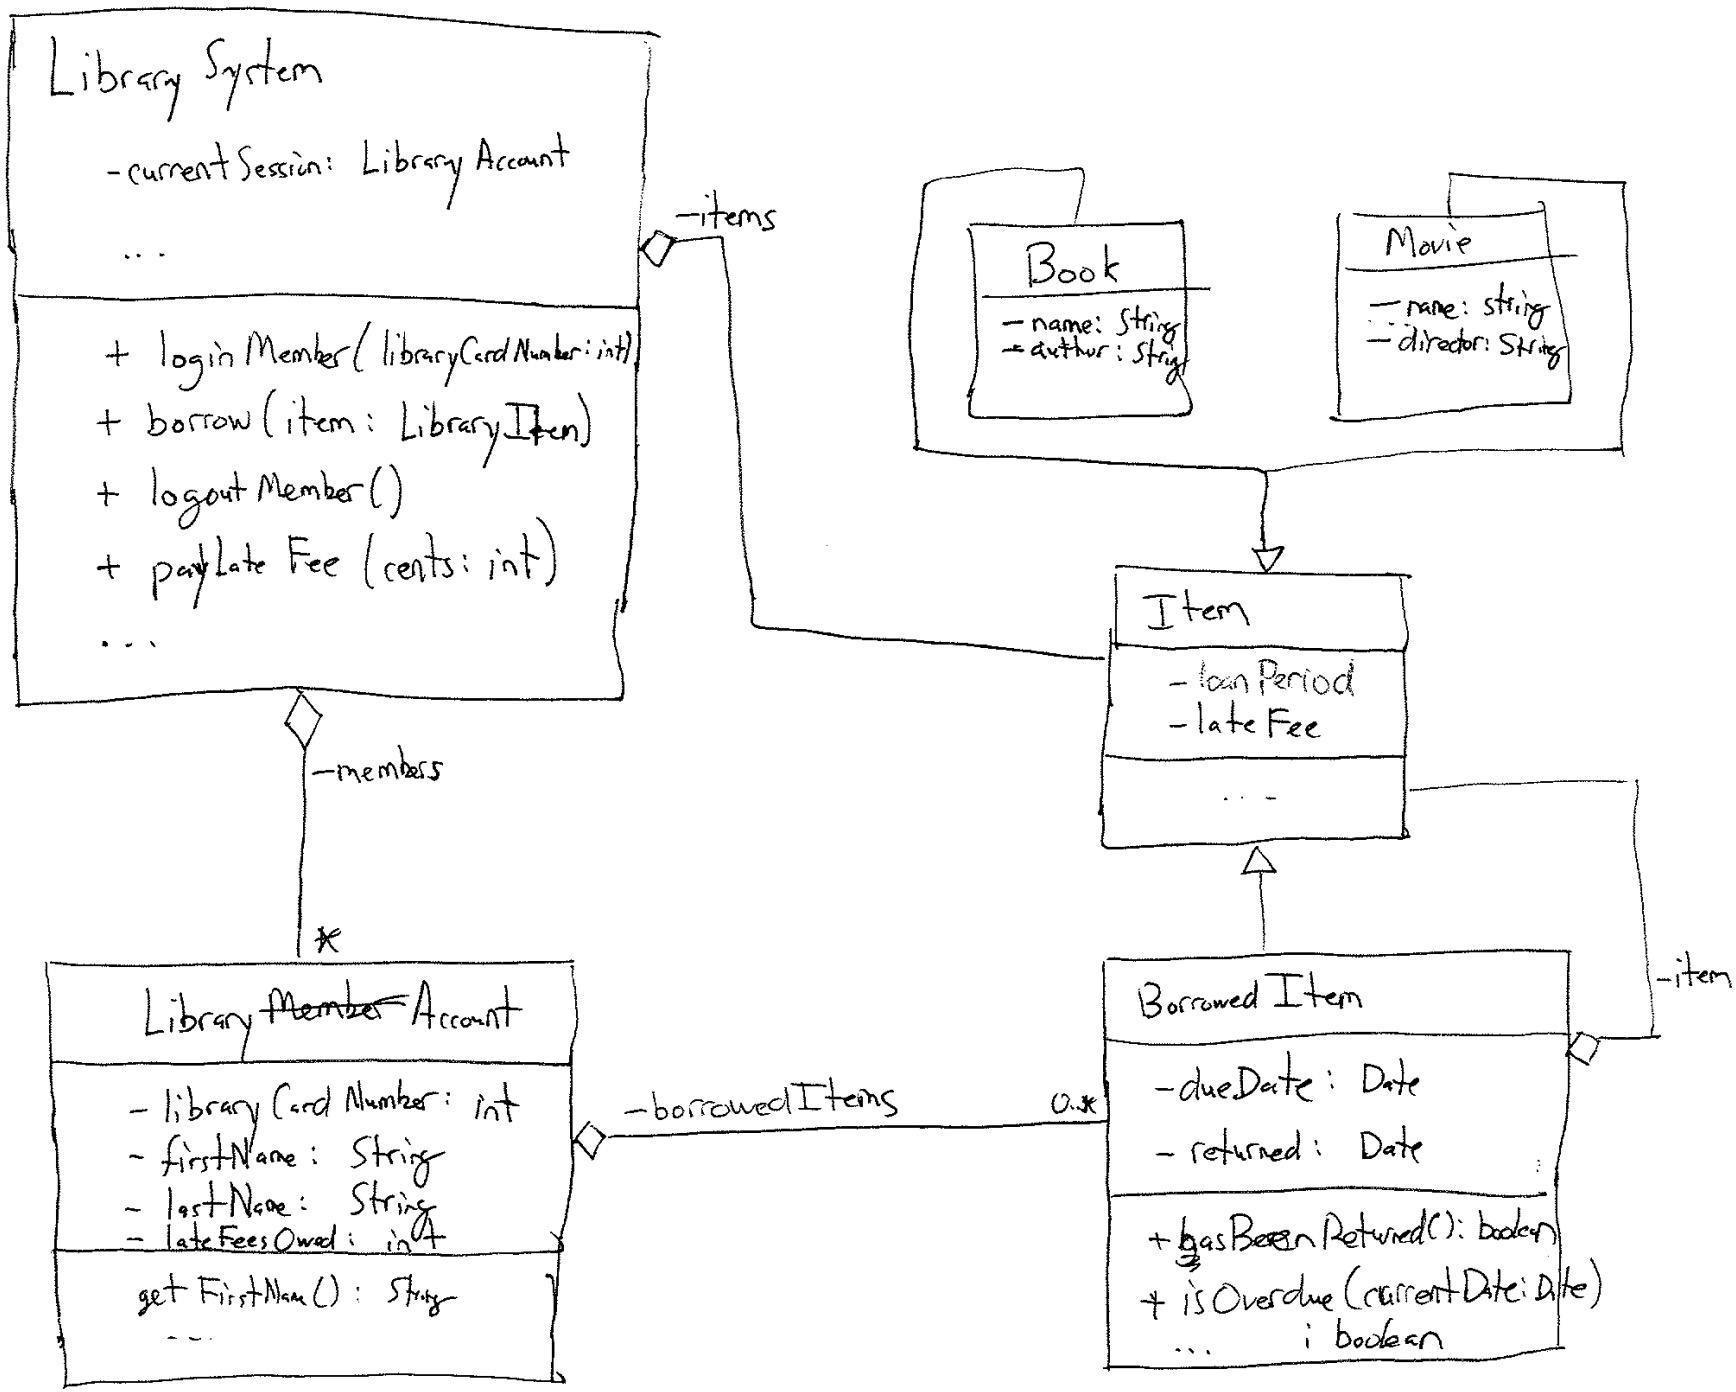 Library System
-currentSession: Library Account
...
+ loginMember(libraryCardNumber: int)
+ borrow(item: LibraryItem)
+ logoutMember()
+ payLateFee (cents: int)
...
-items
-members
*
Book
-name: String
-author: String
Movie
-name: string
-director: String
Item
-loanPeriod
-lateFee
...
-item
Library Member Account
- libraryCardNumber: int
- firstName: String
- lastName: String
- lateFeesOwed: int
getFirstName(): String
...
-borrowedItems
0..*
BorrowedItem
-dueDate: Date
- returned: Date
+ hasBeenReturned(): boolean
+ isOverdue(currentDate: Date)
: boolean
...